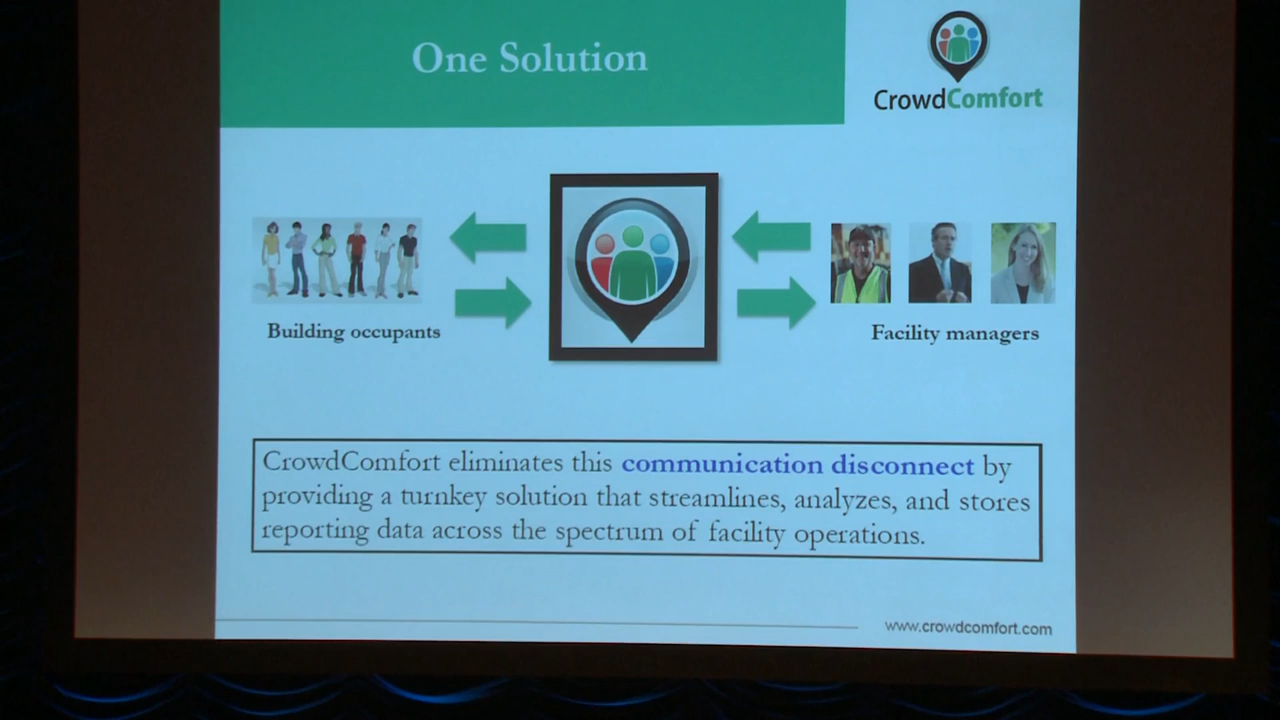 One Solution
CrowdComfort
Building occupants
Facility managers
CrowdComfort eliminates this communication disconnect by
providing a turnkey solution that streamlines, analyzes, and stores
reporting data across the spectrum of facility operations.
www.crowdcomfort.com